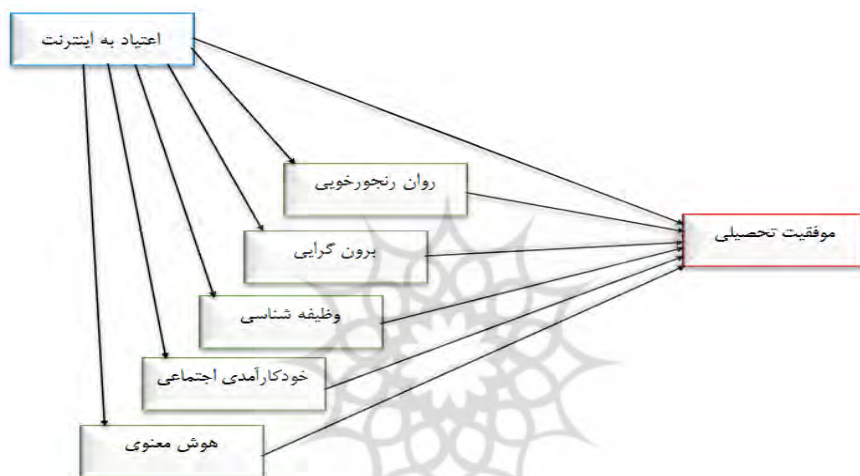 اعتیاد به اینترنت
روان رنجورخویی
برون گرایی
موفقیت تحصیلی
وظیفه شناسی
خودکارآمدی اجتماعی
هوش معنوی